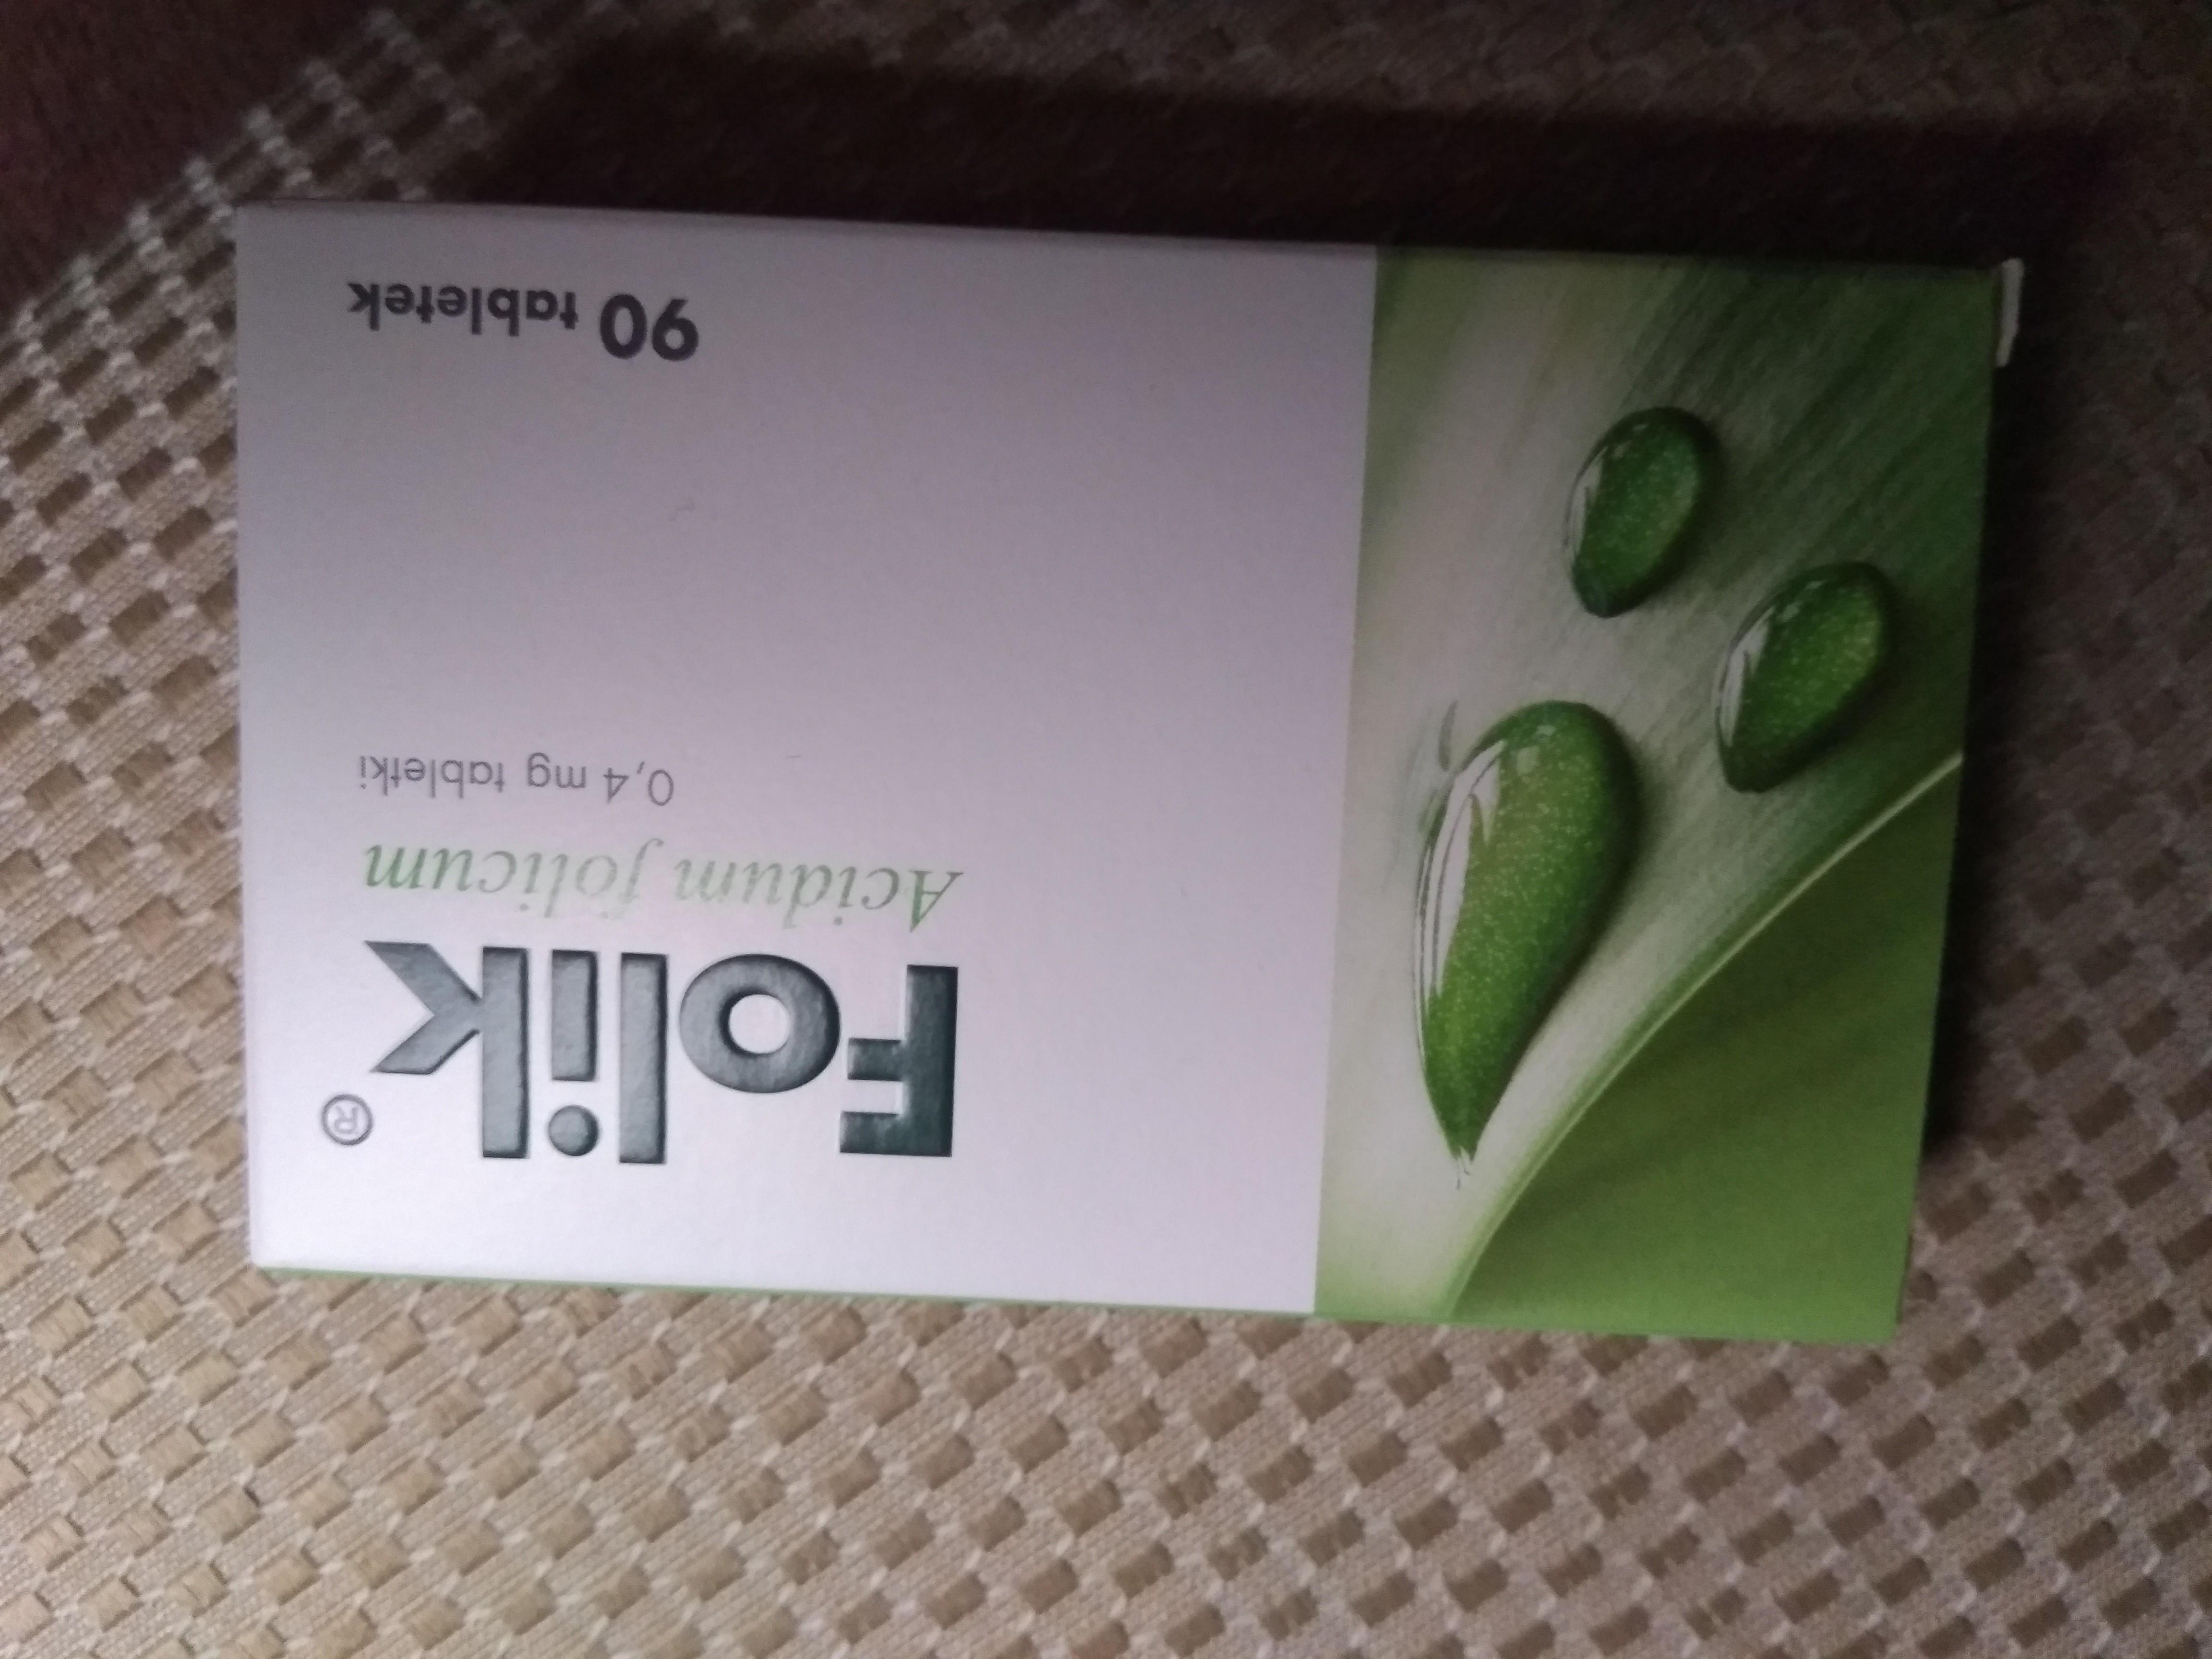 Folik®
Acidum folicum
0,4 mg tabletki
90 tabletek